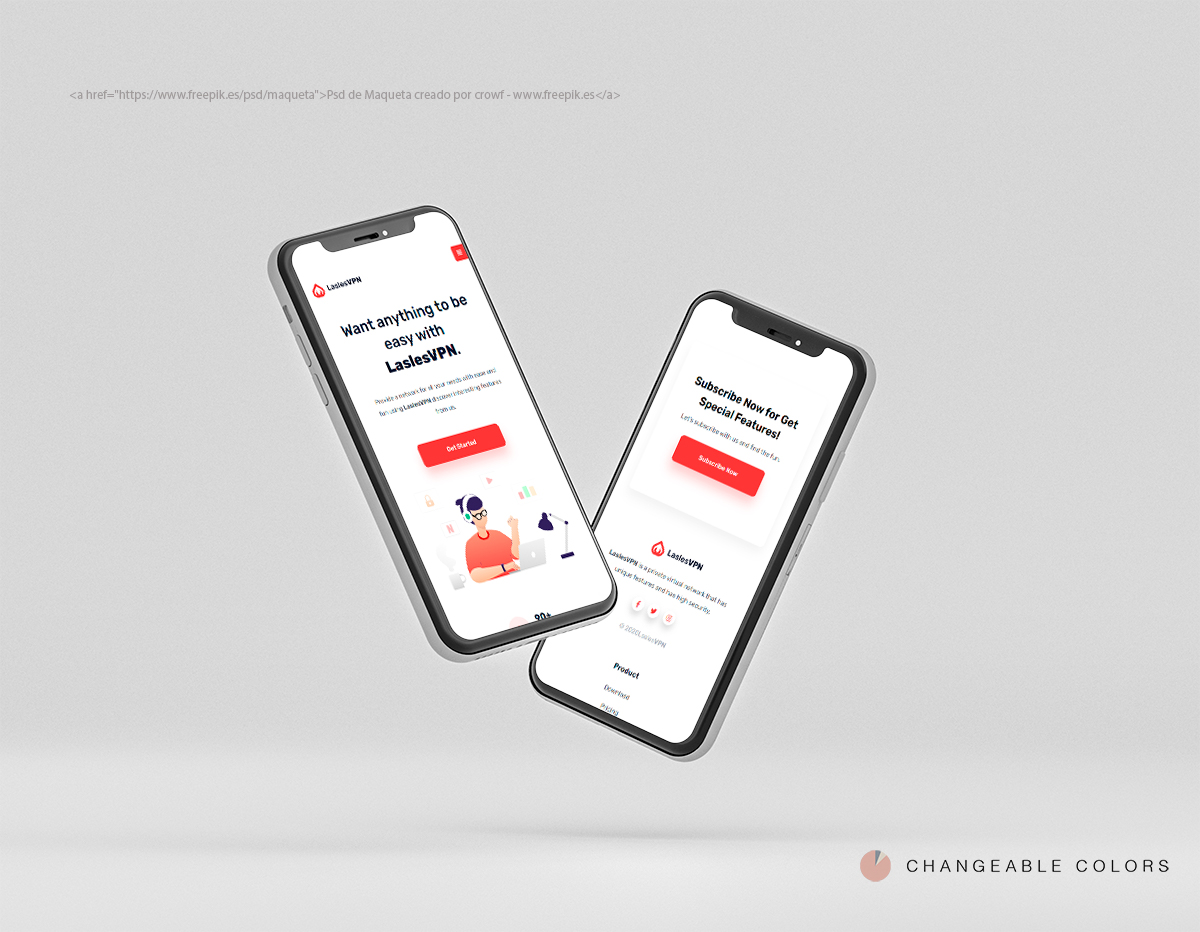 <a href="https://www.freepik.es/psd/maqueta">Psd de Maqueta creado por crowf - www.freepik.es</a>
LaslesVPN
Want anything to be
easy with
LaslesVPN.
Provide a network for all your needs with ease and
fun using LaslesVPN discover interesting features
from us.
Get Started
N
90+
Subscribe Now for Get
Special Features!
Let's subscribe with us and find the fun.
Subscribe Now
LaslesVPN
LaslesVPN is a private virtual network that has
unique features and has high security.
©2020LaslesVPN
Product
Download
Pricing
CHANGEABLE COLORS